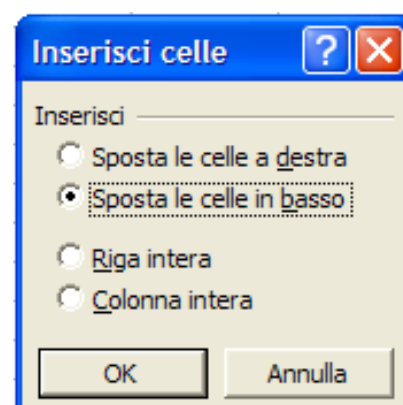 Inserisci celle
Inserisci
Sposta le celle a destra
Sposta le celle in basso
Riga intera
Colonna intera
OK Annulla